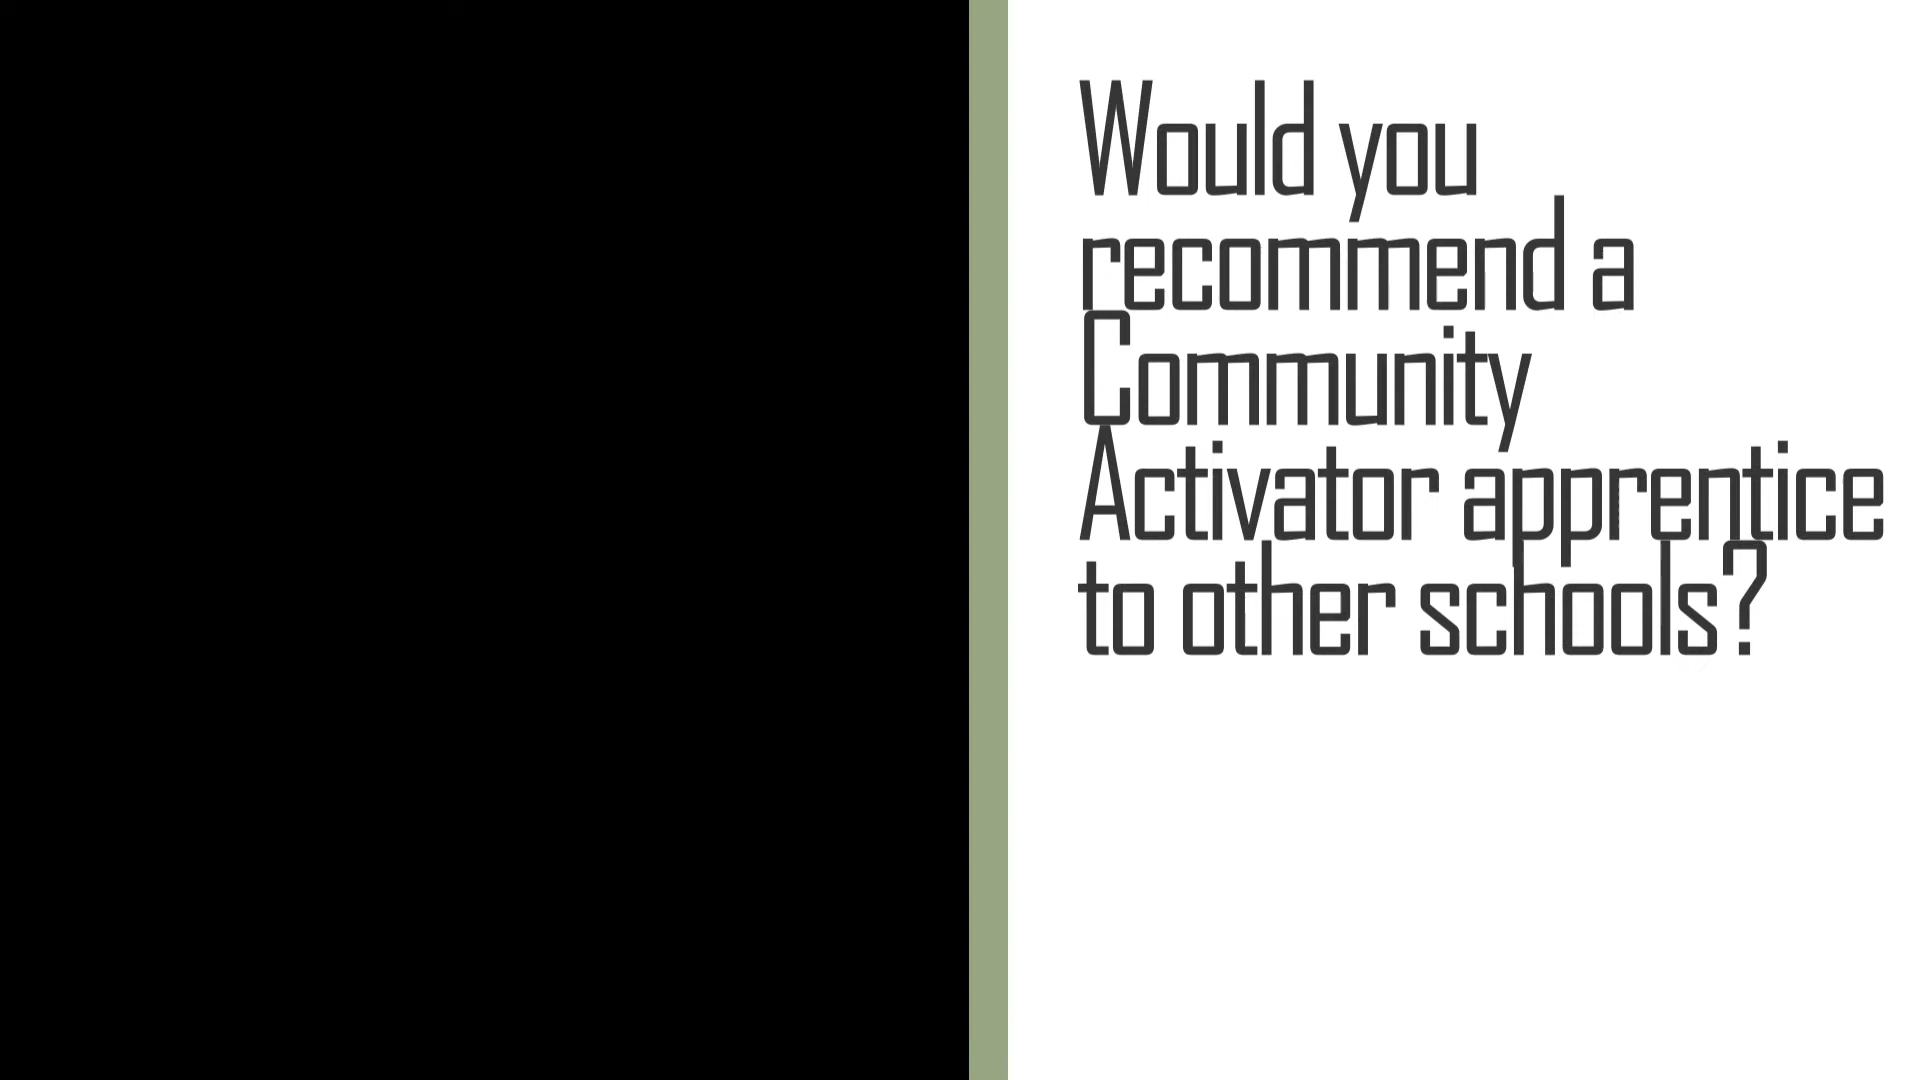 Would you
recommend a
Community
Activator apprentice
to other schools?